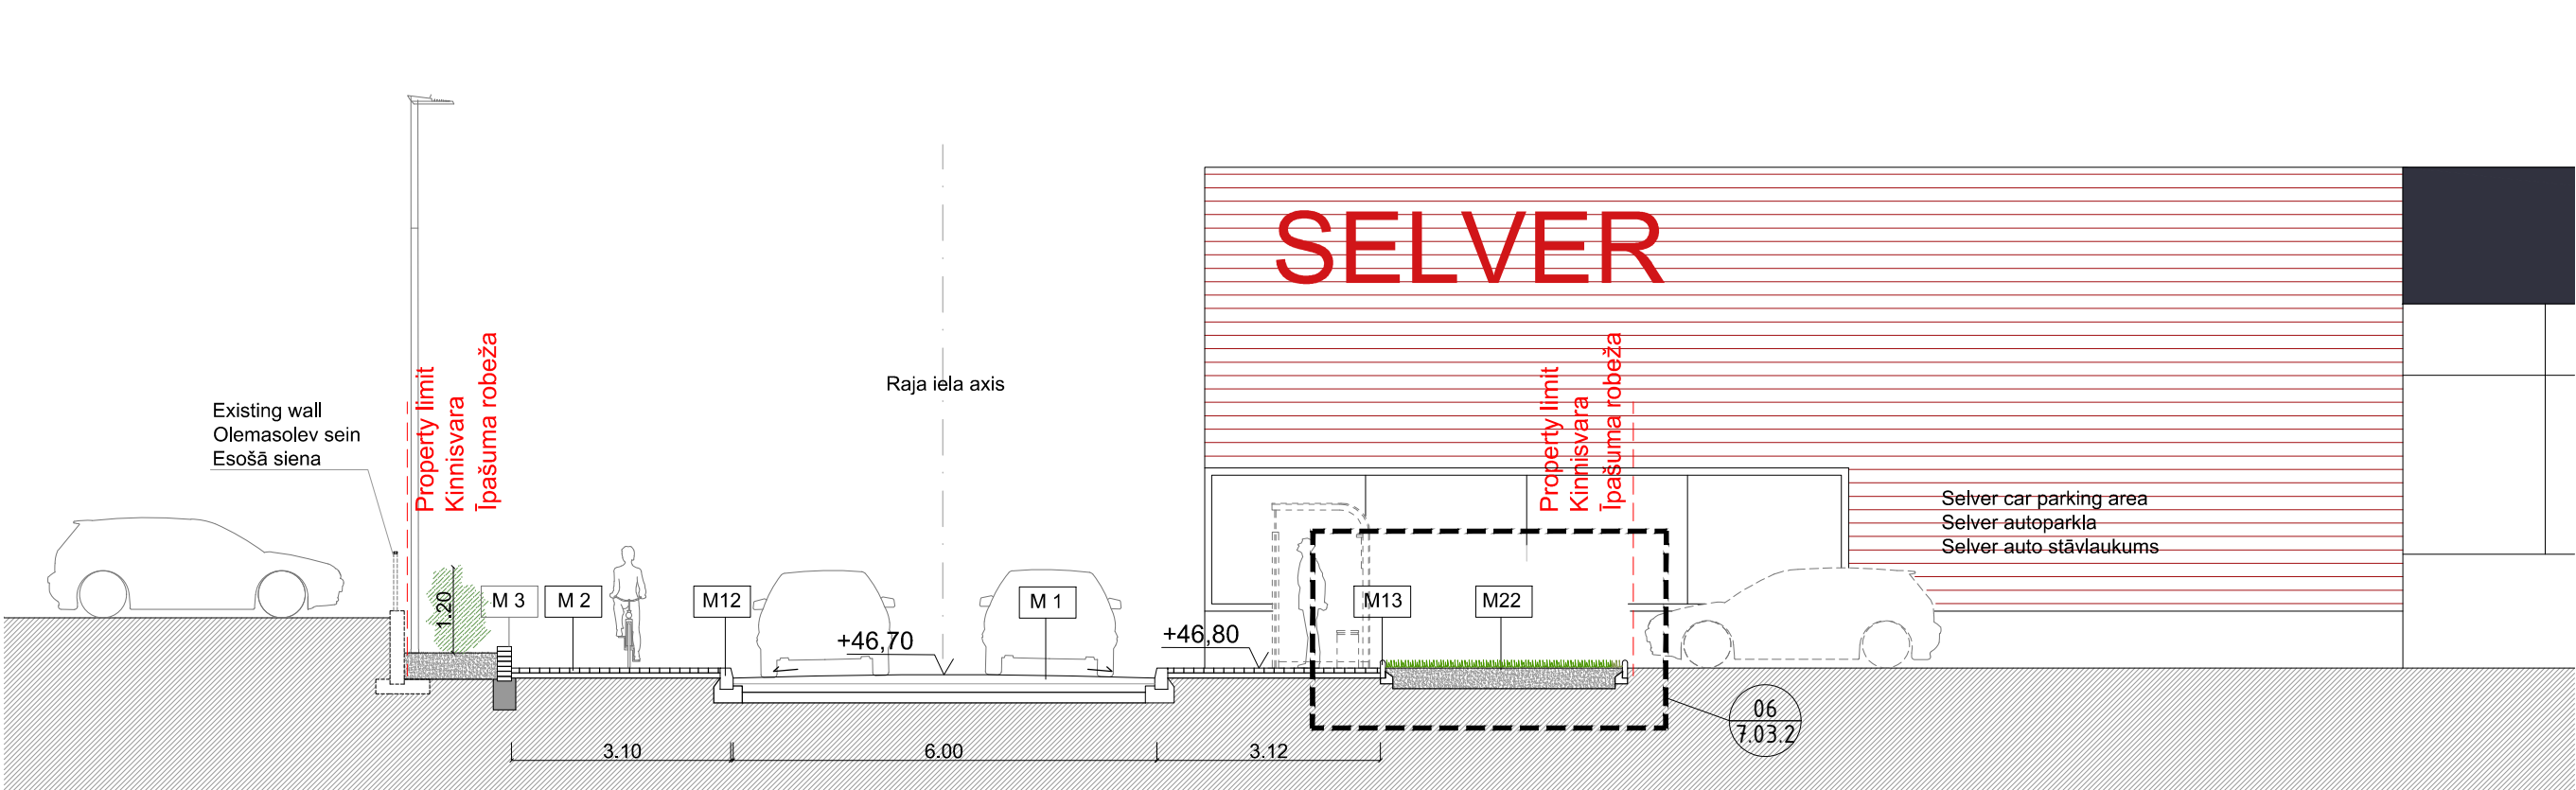 SELVER
Raja iela axis
Existing wall
Olemasolev sein
Esošā siena
Property limit
Kinnisvara
Īpašuma robeža
Property limit
Kinnisvara
Īpašuma robeža
Selver car parking area
Selver autoparkla
Selver auto stāvlaukums
1.20
M 3
M 2
M12
M 1
M13
M22
+46,70
+46,80
06
7.03.2
3.10
6.00
3.12